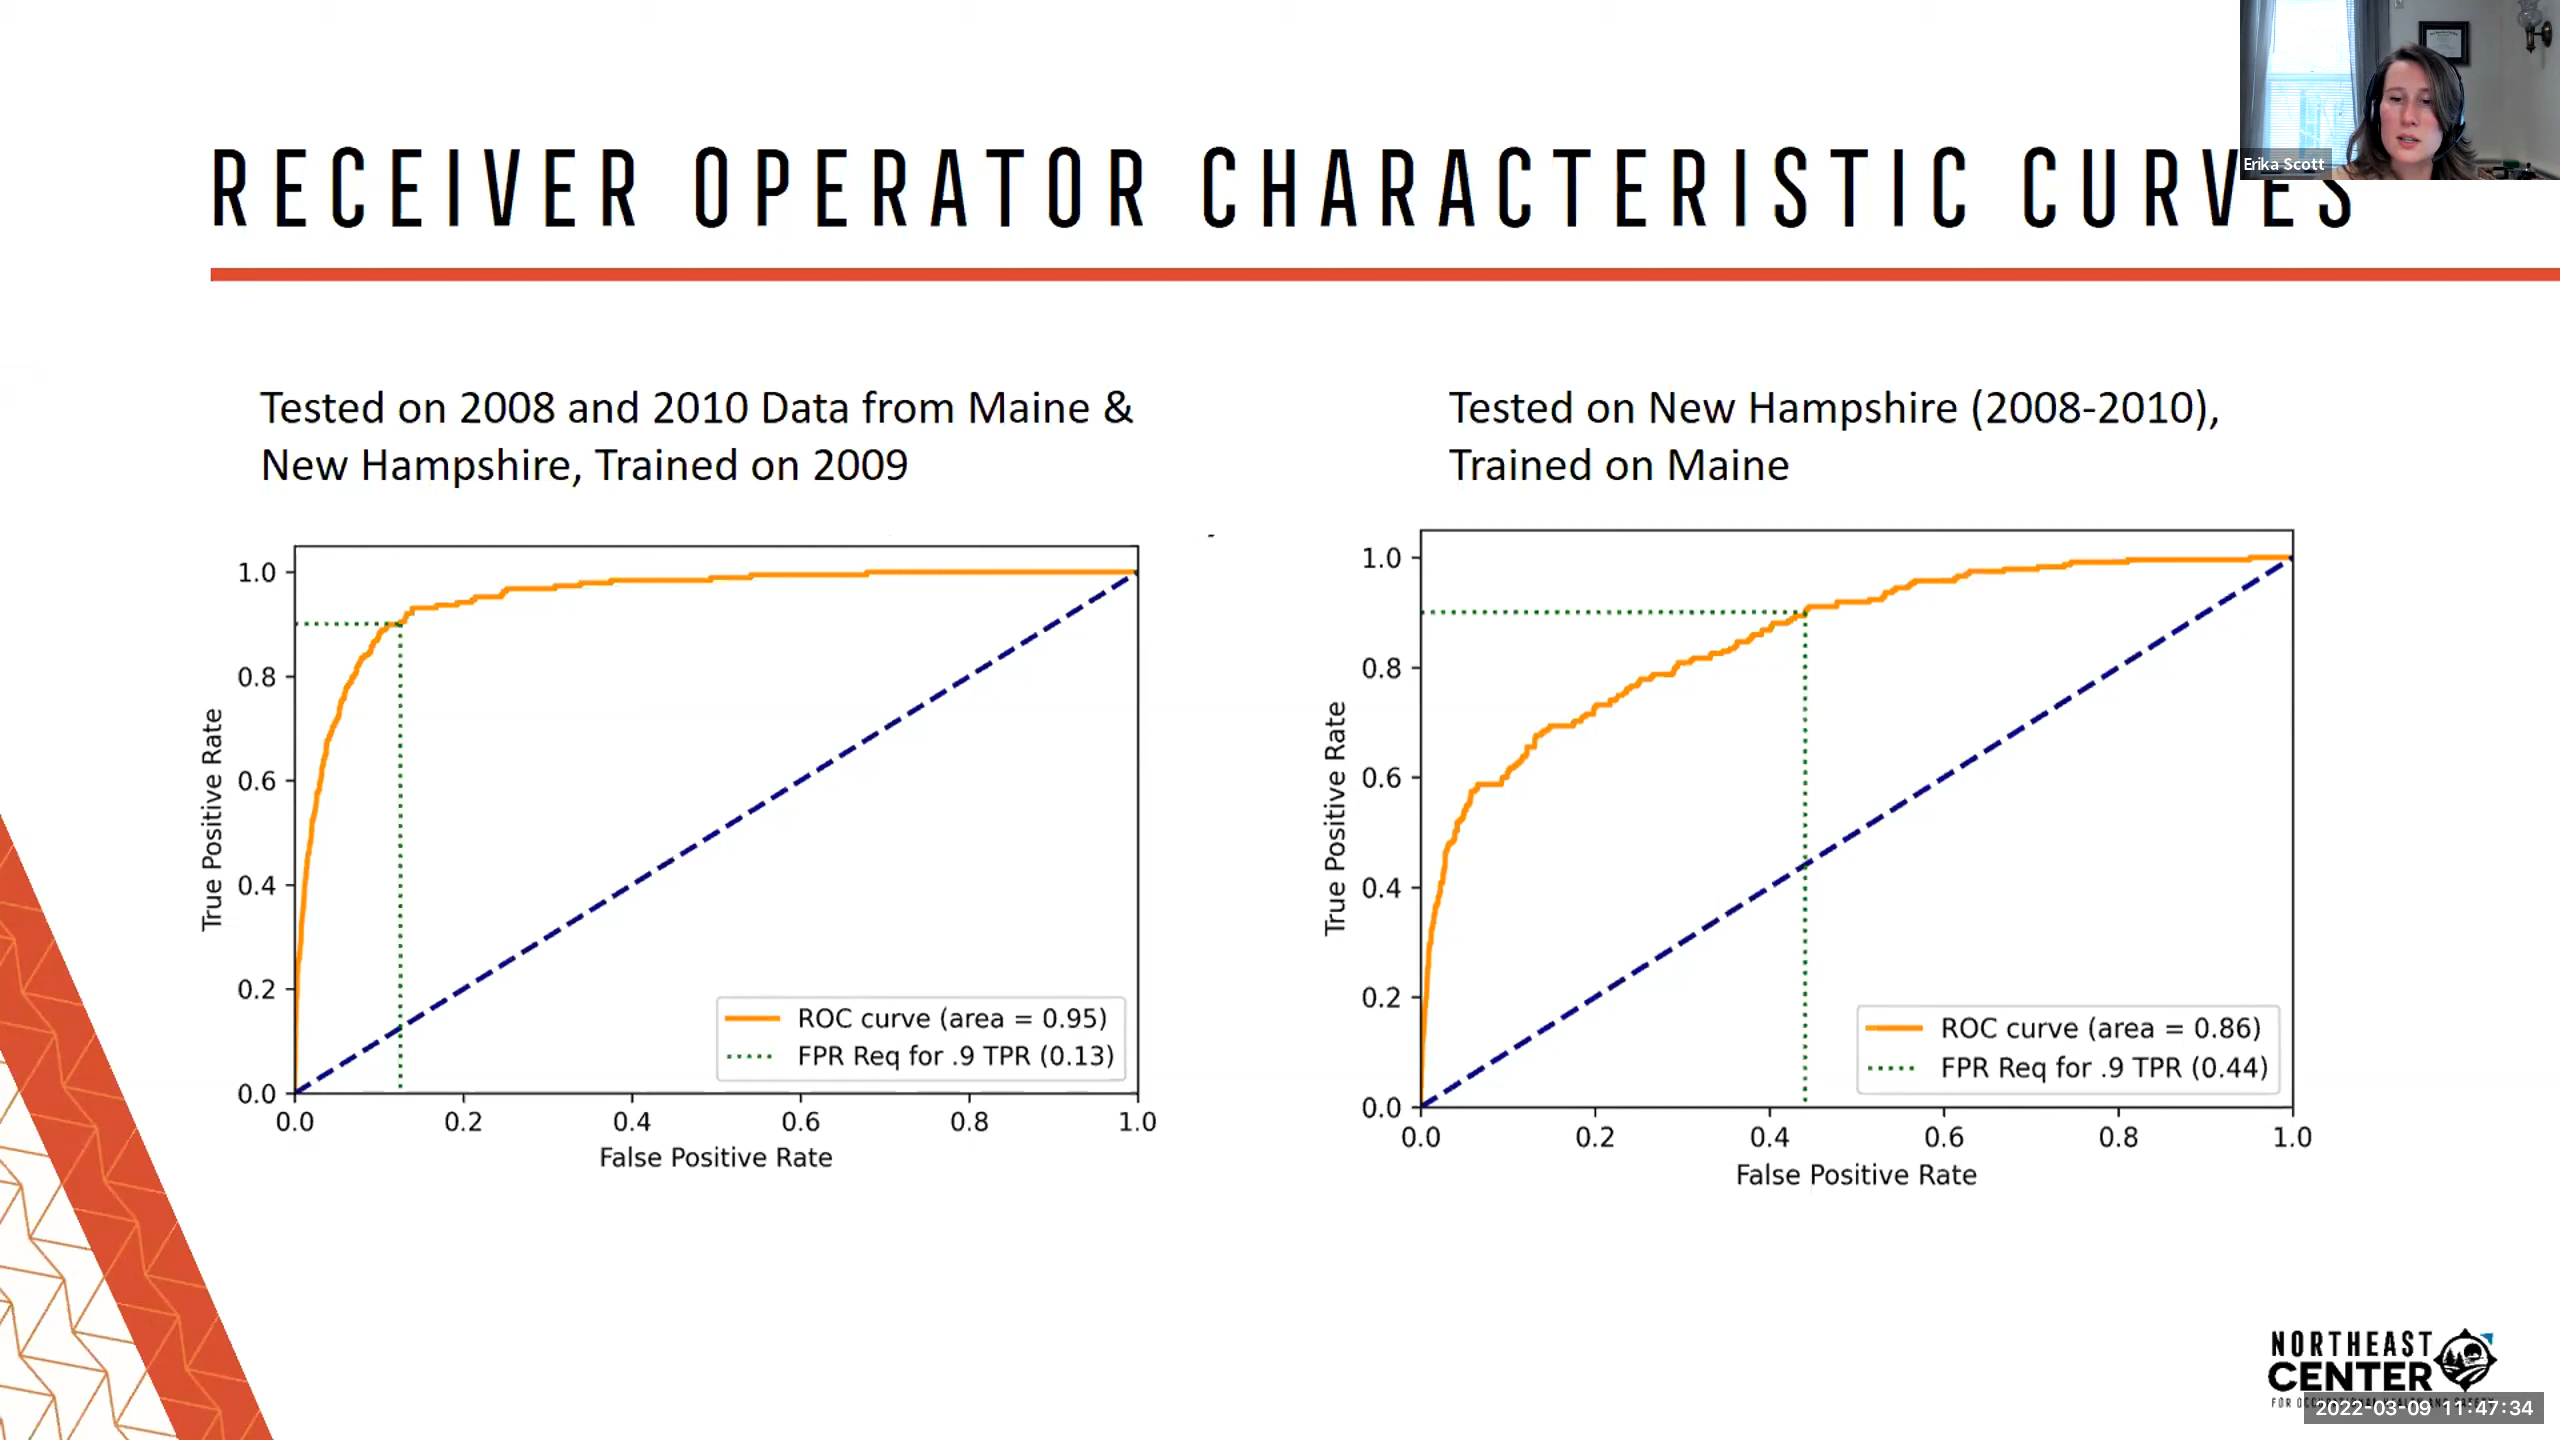 RECEIVER OPERATOR CHARACTERISTIC CURVES
Erika Scott
Tested on 2008 and 2010 Data from Maine &
New Hampshire, Trained on 2009
1.0
0.8
0.6
0.4
0.2
0.0
True Positive Rate
0.0 0.2 0.4 0.6 0.8 1.0
False Positive Rate
ROC curve (area = 0.95)
FPR Req for .9 TPR (0.13)
Tested on New Hampshire (2008-2010),
Trained on Maine
1.0
0.8
0.6
0.4
0.2
0.0
True Positive Rate
0.0 0.2 0.4 0.6 0.8 1.0
False Positive Rate
ROC curve (area = 0.86)
FPR Req for .9 TPR (0.44)
NORTHEAST
CENTER
2022-03-09 11:47:34